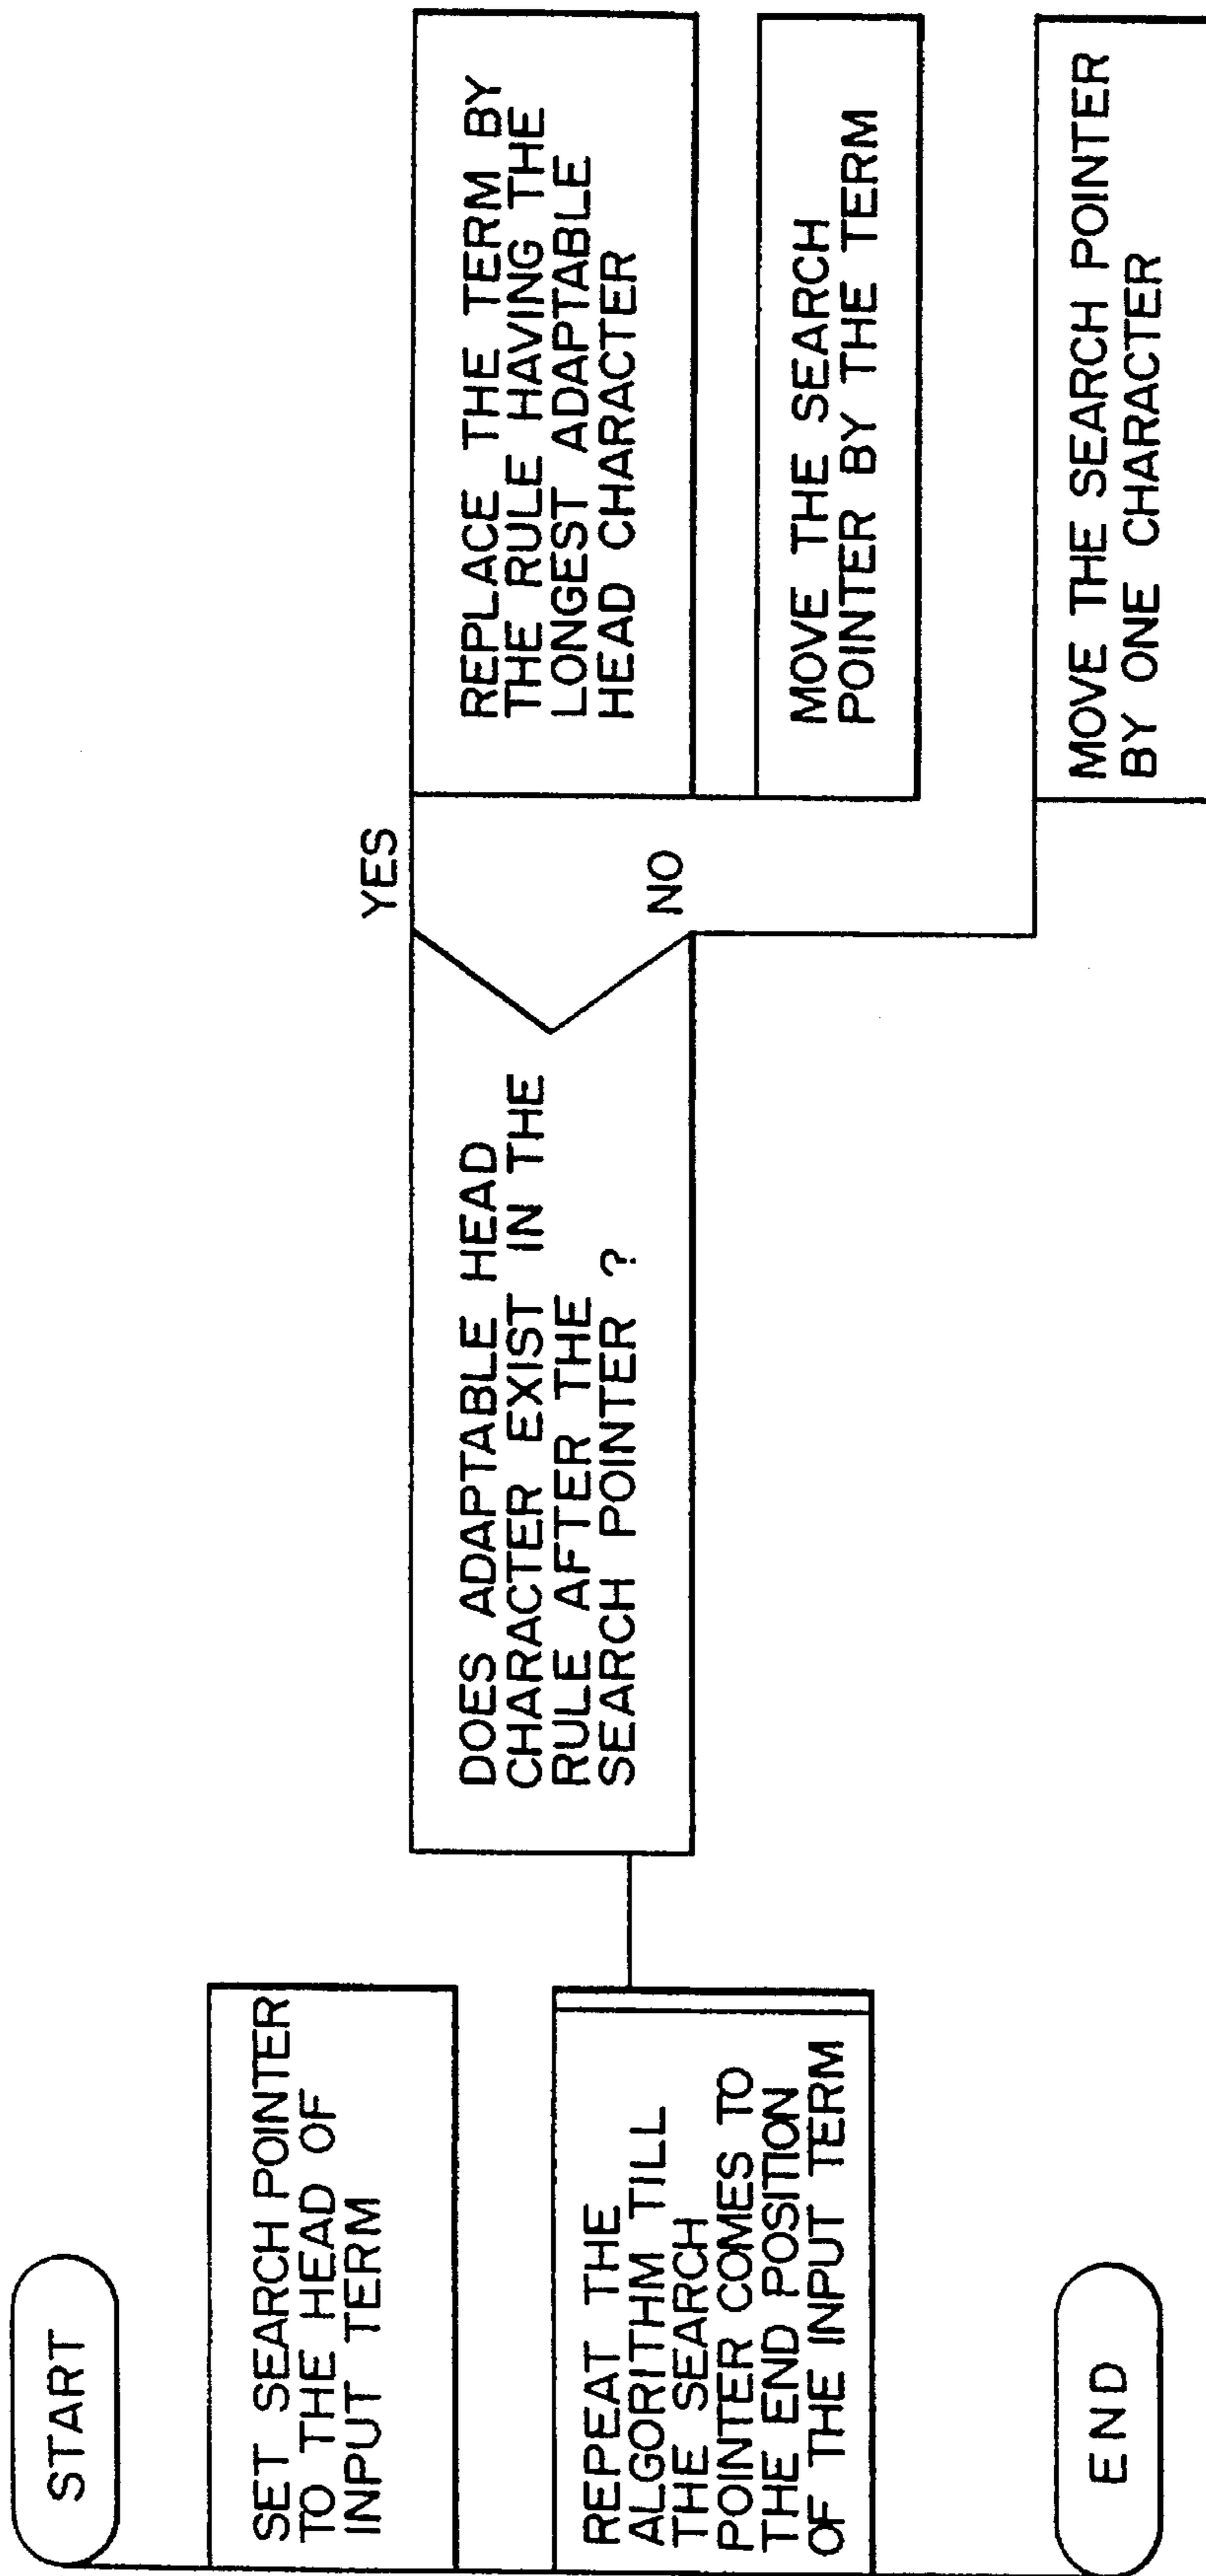 START
SET SEARCH POINTER
TO THE HEAD OF
INPUT TERM
REPEAT THE
ALGORITHM TILL
THE SEARCH
POINTER COMES TO
THE END POSITION
OF THE INPUT TERM
END
DOES ADAPTABLE HEAD
CHARACTER EXIST IN THE
RULE AFTER THE
SEARCH POINTER ?
YES
NO
REPLACE THE TERM BY
THE RULE HAVING THE
LONGEST ADAPTABLE
HEAD CHARACTER
MOVE THE SEARCH
POINTER BY THE TERM
MOVE THE SEARCH POINTER
BY ONE CHARACTER